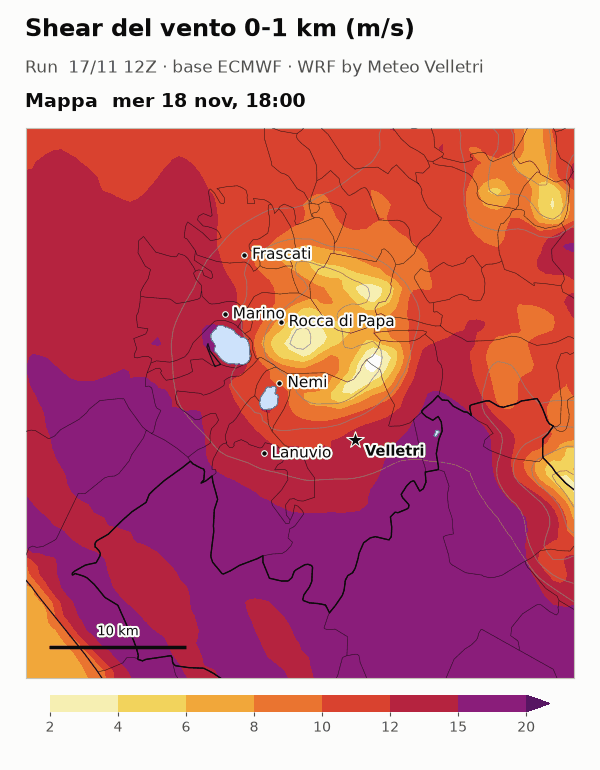 Shear del vento 0-1 km (m/s)
Run  17/11 12Z · base ECMWF · WRF by Meteo Velletri
Mappa  mer 18 nov, 18:00
Frascati
Marino
Rocca di Papa
Nemi
Velletri
Lanuvio
10 km
2 4 6 8 10 12 15 20